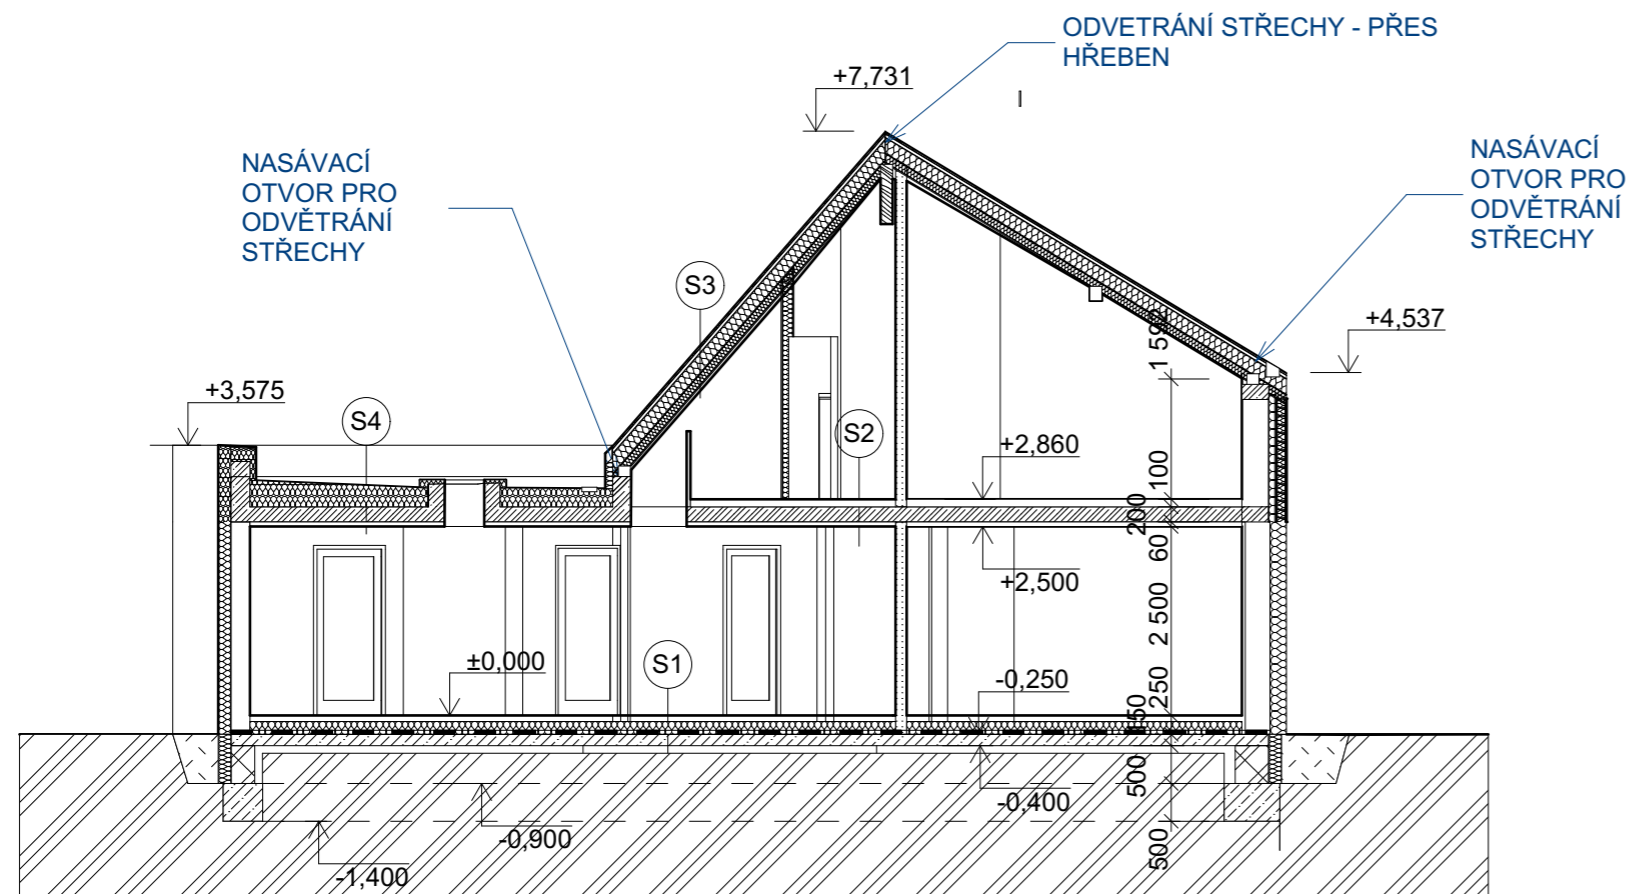 ODVETRÁNÍ STŘECHY - PŘES
HŘEBEN
+7,731
NASÁVACÍ
OTVOR PRO
ODVĚTRÁNÍ
STŘECHY
NASÁVACÍ
OTVOR PRO
ODVĚTRÁNÍ
STŘECHY
S3
+4,537
1 592
+3,575
S4
S2
+2,860
100
200
60
+2,500
2 500
±0,000
S1
-0,250
250
150
-0,400
500
-0,900
500
-1,400